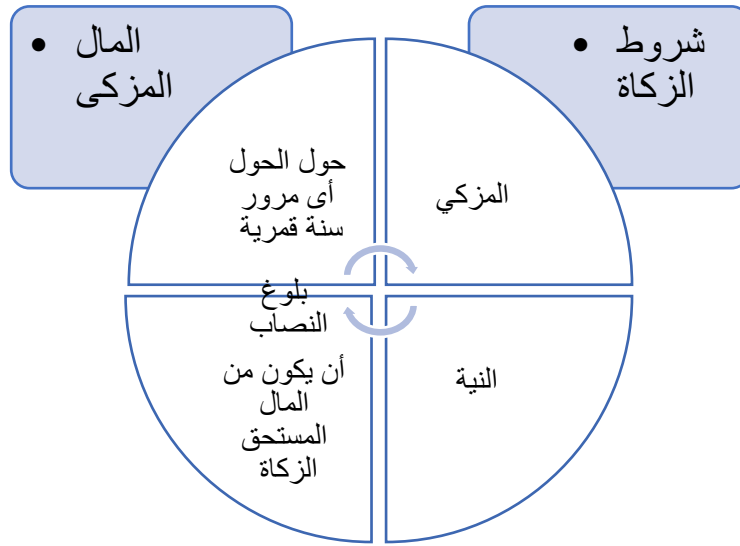 شروط
الزكاة
المال
المزكى
المزكي
حول الحول
أى مرور
سنة قمرية
النية
بلوغ
النصاب
أن يكون من
المال
المستحق
الزكاة